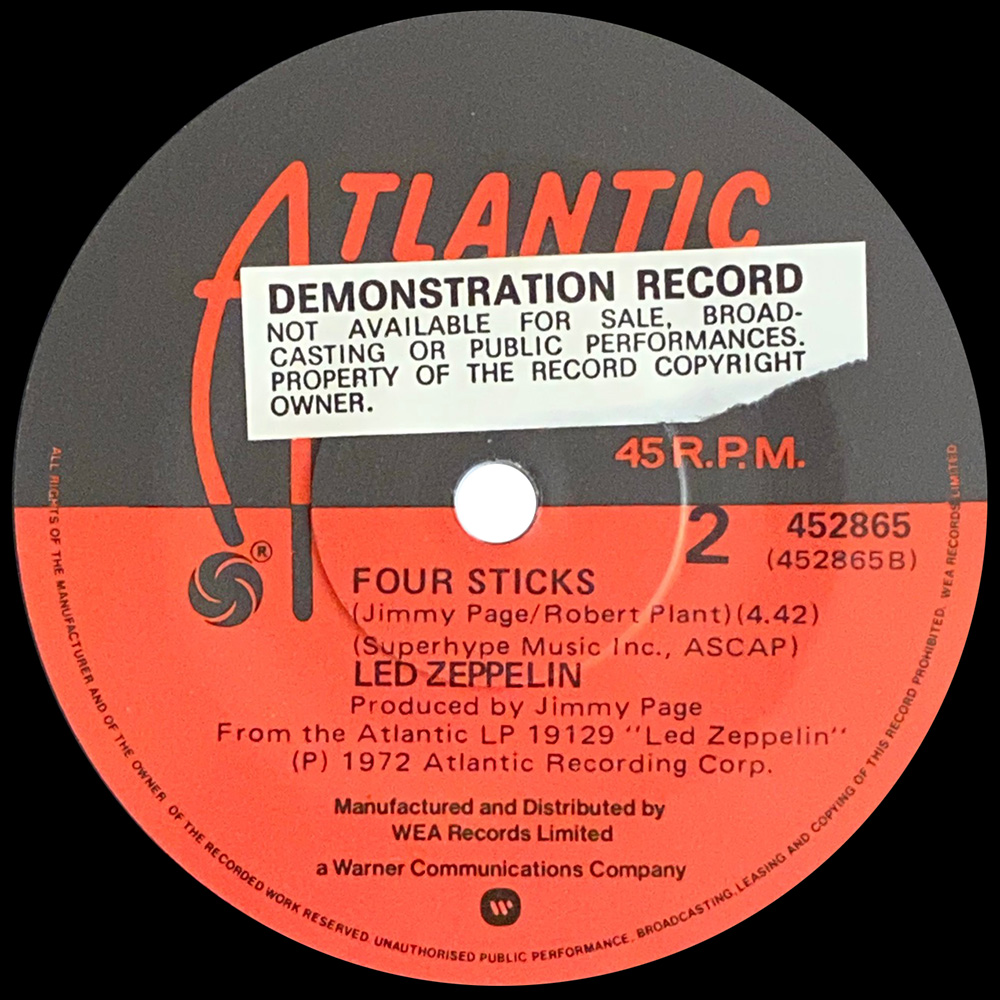 ATLANTIC
DEMONSTRATION RECORD
NOT AVAILABLE FOR SALE, BROAD-
CASTING OR PUBLIC PERFORMANCES.
PROPERTY OF THE RECORD COPYRIGHT
OWNER.
45 R.P.M.
2
452865
(452865B)
®
FOUR STICKS
(Jimmy Page/Robert Plant)(4.42)
(Superhype Music Inc., ASCAP)
LED ZEPPELIN
Produced by Jimmy Page
From the Atlantic LP 19129 "Led Zeppelin"
(P) 1972 Atlantic Recording Corp.
Manufactured and Distributed by
WEA Records Limited
a Warner Communications Company
ALL RIGHTS OF THE MANUFACTURER AND OF THE OWNER OF THE RECORDED WORK RESERVED. UNAUTHORISED PUBLIC PERFORMANCE, BROADCASTING, LEASING AND COPYING OF THIS RECORD PROHIBITED. WEA RECORDS LIMITED